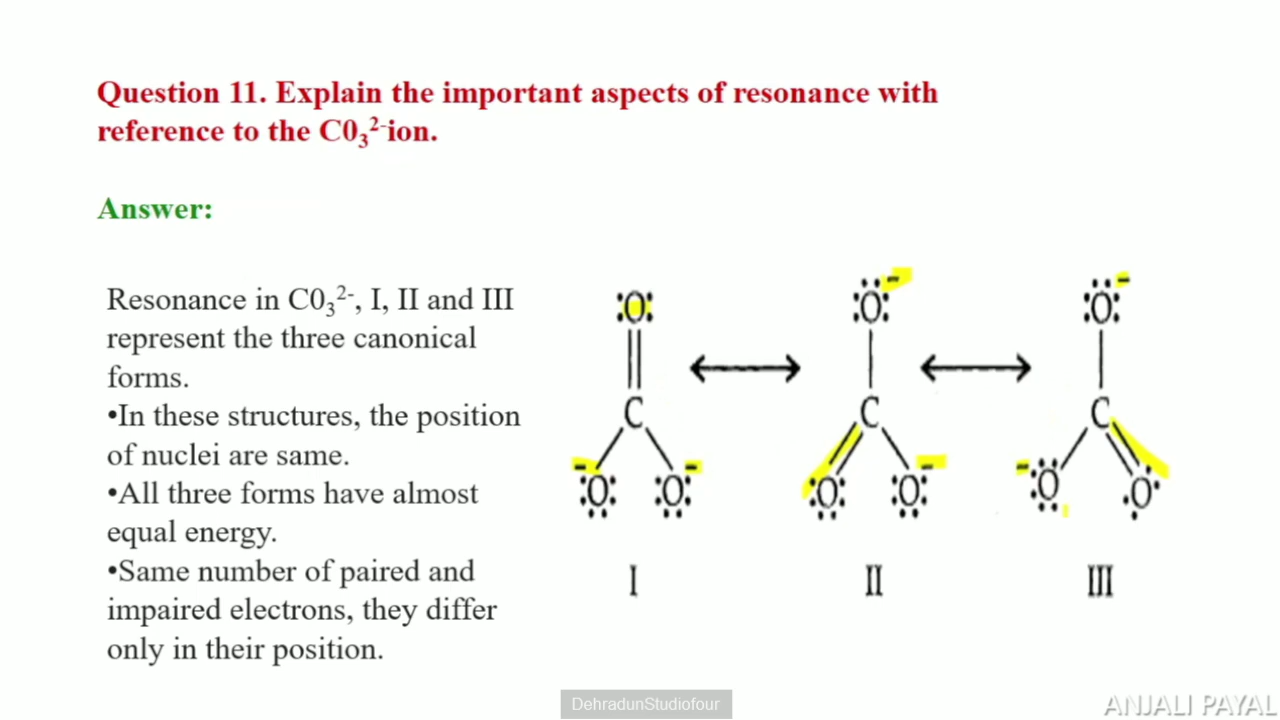 Question 11. Explain the important aspects of resonance with
reference to the C0₃²⁻ion.
Answer:
Resonance in C0₃²⁻, I, II and III
represent the three canonical
forms.
•In these structures, the position
of nuclei are same.
•All three forms have almost
equal energy.
•Same number of paired and
impaired electrons, they differ
only in their position.
:O: :O:⁻ :O:⁻
C C C
⁻:O: :O:⁻ :O: :O:⁻ ⁻:O: O
I II III
DehradunStudiofour
ANJALI PAYAL